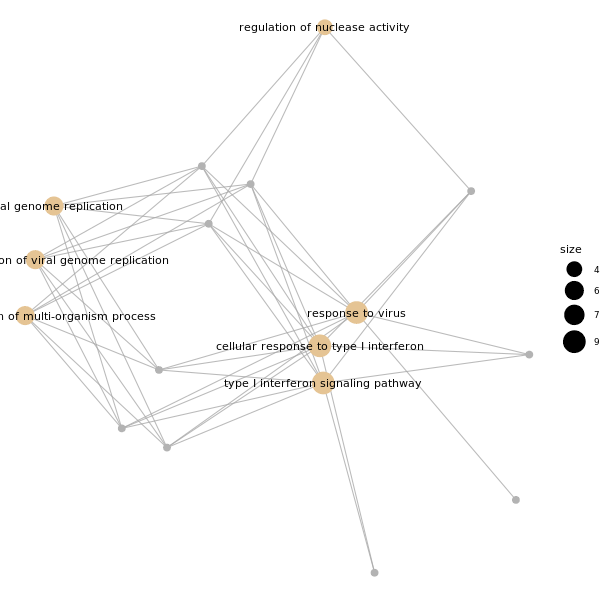 regulation of nuclease activity
al genome replication
on of viral genome replication
n of multi-organism process
response to virus
cellular response to type I interferon
type I interferon signaling pathway
size
4
6
7
9